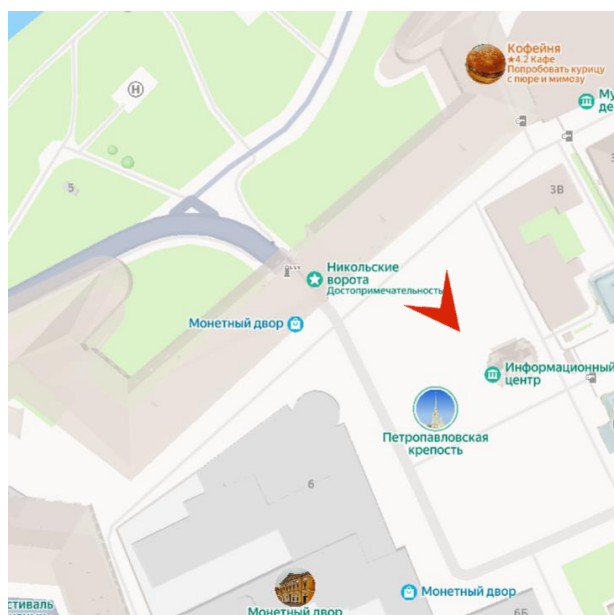 Кофейня
★4.2 Кафе
Попробовать курицу
с пюре и мимозу
Му
де
H
5
3В
Никольские
ворота
Достопримечательность
Монетный двор
Информационный
центр
Петропавловская
крепость
6
Монетный двор
6Б
стиваль
Монетный двор